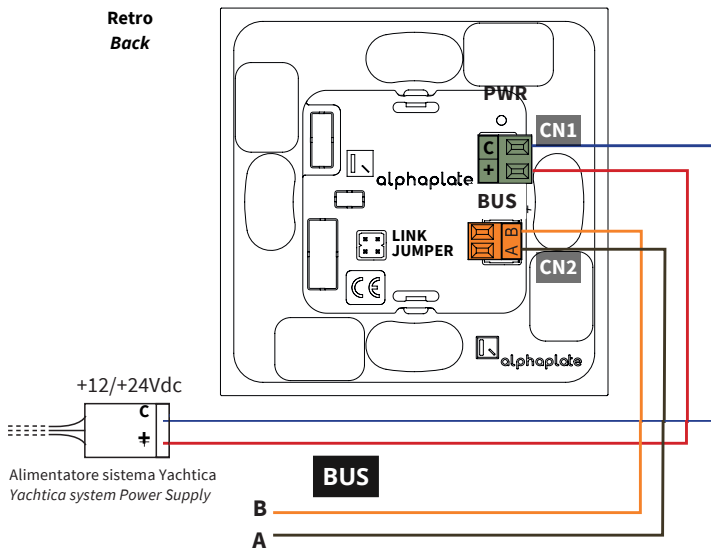 Retro
Back
PWR
CN1
C
+
alphaplate
BUS
B
A
LINK
JUMPER
CN2
CE
alphaplate
+12/+24Vdc
C
+
Alimentatore sistema Yachtica
Yachtica system Power Supply
BUS
B
A